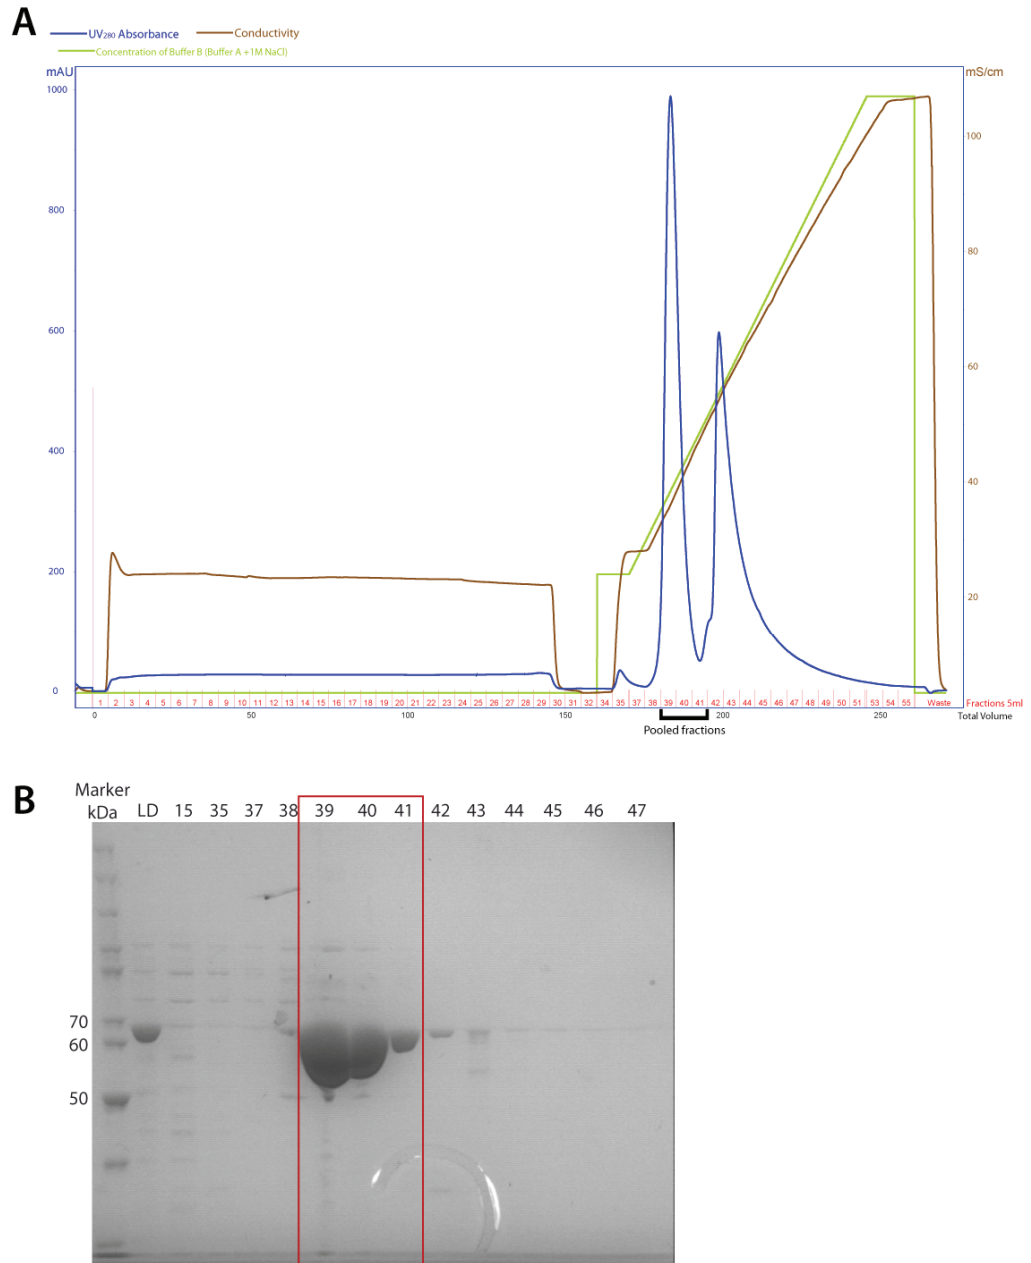 A
UV280 Absorbance Conductivity
Concentration of Buffer B (Buffer A +1M NaCl)
mAU mS/cm
1000
100
800
80
600
60
400
40
200
20
0
1 2 3 4 5 6 7 8 9 10 11 12 13 14 15 16 17 18 19 20 21 22 23 24 25 26 27 28 29 30 31 32 34 35 37 38 39 40 41 42 43 44 45 46 47 48 49 50 51 53 54 55 Waste Fractions 5ml
0 50 100 150 200 250 Total Volume
Pooled fractions
B
Marker
kDa LD 15 35 37 38 39 40 41 42 43 44 45 46 47
70
60
50